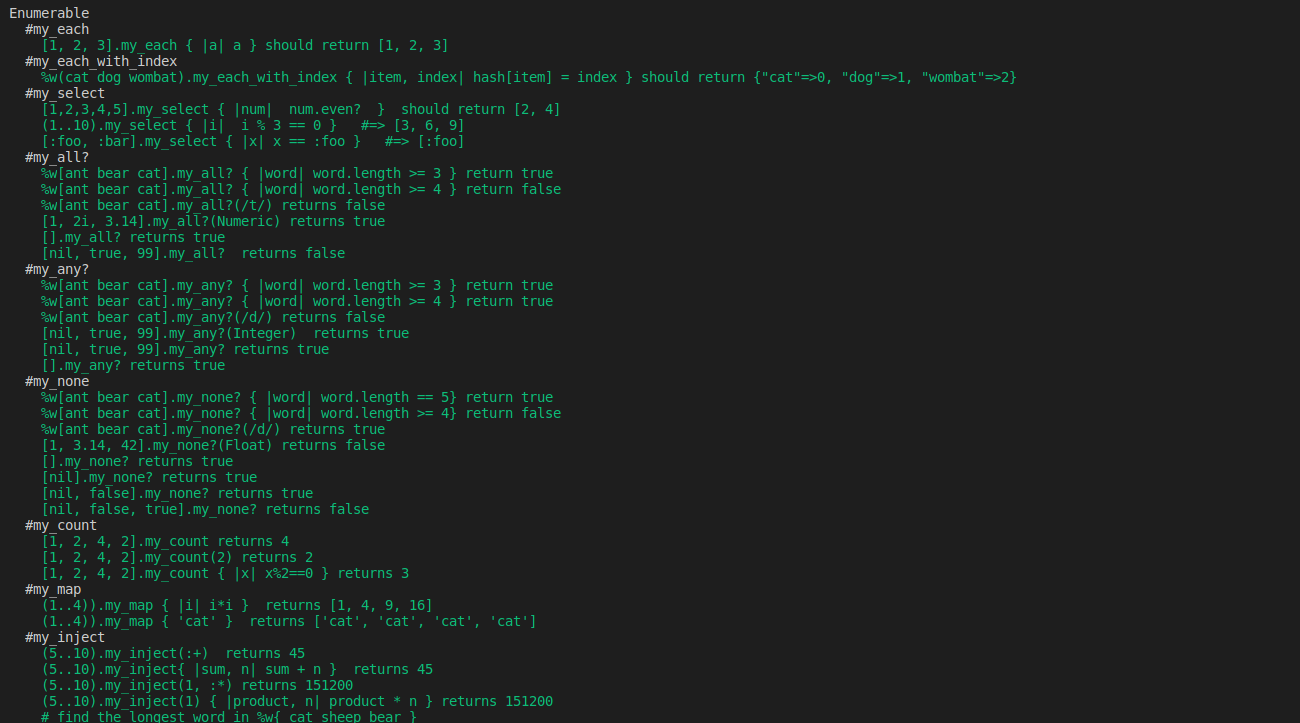 Enumerable
#my_each
[1, 2, 3].my_each { |a| a } should return [1, 2, 3]
#my_each_with_index
%w(cat dog wombat).my_each_with_index { |item, index| hash[item] = index } should return {"cat"=>0, "dog"=>1, "wombat"=>2}
#my_select
[1,2,3,4,5].my_select { |num|  num.even?  }  should return [2, 4]
(1..10).my_select { |i|  i % 3 == 0 }   #=> [3, 6, 9]
[:foo, :bar].my_select { |x| x == :foo }   #=> [:foo]
#my_all?
%w[ant bear cat].my_all? { |word| word.length >= 3 } return true
%w[ant bear cat].my_all? { |word| word.length >= 4 } return false
%w[ant bear cat].my_all?(/t/) returns false
[1, 2i, 3.14].my_all?(Numeric) returns true
[].my_all? returns true
[nil, true, 99].my_all?  returns false
#my_any?
%w[ant bear cat].my_any? { |word| word.length >= 3 } return true
%w[ant bear cat].my_any? { |word| word.length >= 4 } return true
%w[ant bear cat].my_any?(/d/) returns false
[nil, true, 99].my_any?(Integer)  returns true
[nil, true, 99].my_any? returns true
[].my_any? returns true
#my_none
%w[ant bear cat].my_none? { |word| word.length == 5} return true
%w[ant bear cat].my_none? { |word| word.length >= 4} return false
%w[ant bear cat].my_none?(/d/) returns true
[1, 3.14, 42].my_none?(Float) returns false
[].my_none? returns true
[nil].my_none? returns true
[nil, false].my_none? returns true
[nil, false, true].my_none? returns false
#my_count
[1, 2, 4, 2].my_count returns 4
[1, 2, 4, 2].my_count(2) returns 2
[1, 2, 4, 2].my_count { |x| x%2==0 } returns 3
#my_map
(1..4)).my_map { |i| i*i }  returns [1, 4, 9, 16]
(1..4)).my_map { 'cat' }  returns ['cat', 'cat', 'cat', 'cat']
#my_inject
(5..10).my_inject(:+)  returns 45
(5..10).my_inject{ |sum, n| sum + n }  returns 45
(5..10).my_inject(1, :*) returns 151200
(5..10).my_inject(1) { |product, n| product * n } returns 151200
# find the longest word in %w{ cat sheep bear }